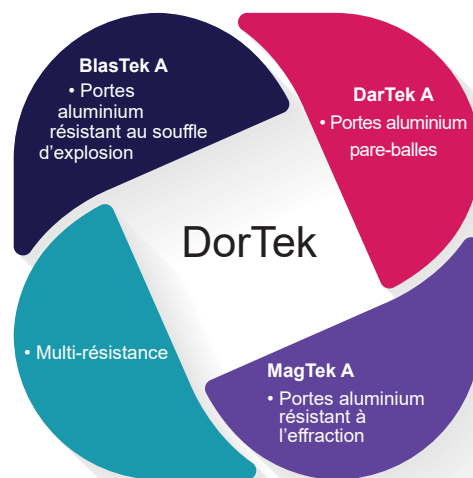 BlasTek A
• Portes
aluminium
résistant au souffle
d’explosion
DarTek A
• Portes aluminium
pare-balles
DorTek
• Multi-résistance
MagTek A
• Portes aluminium
résistant à
l’effraction